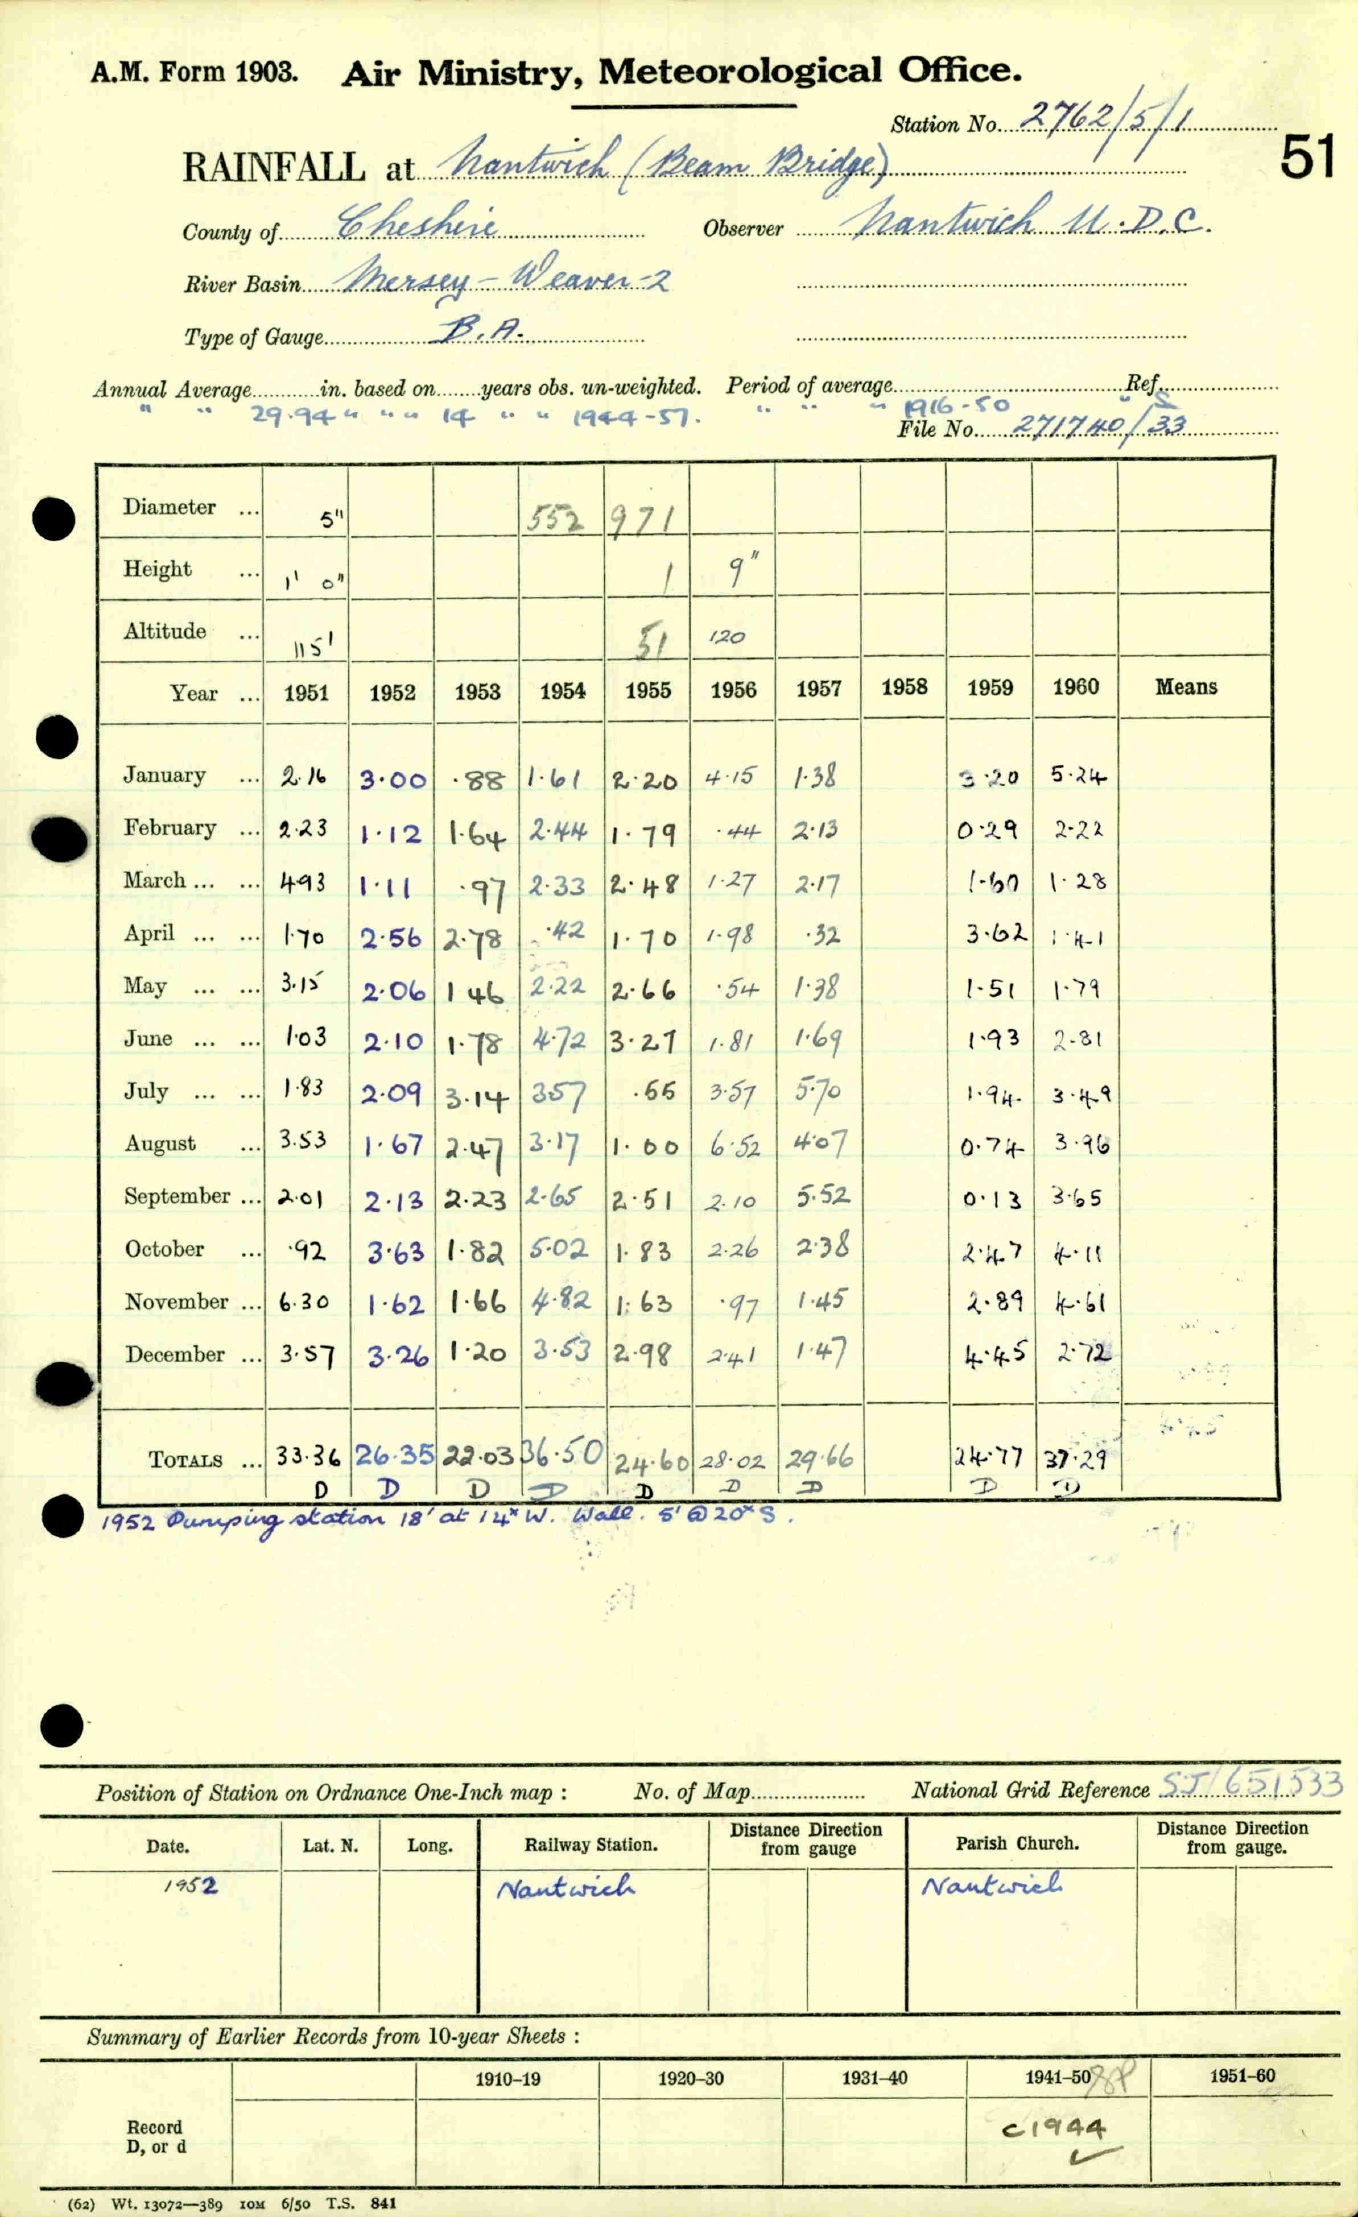 A.M. Form 1903. Air Ministry, Meteorological Office.
Station No. 2762/5/1
51
RAINFALL at Nantwich (Beam Bridge)
County of Cheshire Observer Nantwich U.D.C.
River Basin Mersey - Weaver - 2
Type of Gauge B.A.
Annual Average in. based on years obs. un-weighted. Period of average Ref.
" " 29.94 " " " 14 " " 1944-57. " " " 1916-50 " S
File No. 271740/33
Diameter ... 5" 552 971
Height ... 1' 0" 1 9"
Altitude ... 115' 51 120
Year ... 1951 1952 1953 1954 1955 1956 1957 1958 1959 1960 Means
January ... 2.16 3.00 .88 1.61 2.20 4.15 1.38 3.20 5.24
February ... 2.23 1.12 1.64 2.44 1.79 .44 2.13 0.29 2.22
March ... ... 4.93 1.11 .97 2.33 2.48 1.27 2.17 1.60 1.28
April ... ... 1.70 2.56 2.78 .42 1.70 1.98 .32 3.62 1.41
May ... ... 3.15 2.06 1 46 2.22 2.66 .54 1.38 1.51 1.79
June ... ... 1.03 2.10 1.78 4.72 3.27 1.81 1.69 1.93 2.81
July ... ... 1.83 2.09 3.14 3.57 .55 3.57 5.70 1.94 3.49
August ... 3.53 1.67 2.47 3.17 1.00 6.52 4.07 0.74 3.96
September ... 2.01 2.13 2.23 2.65 2.51 2.10 5.52 0.13 3.65
October ... .92 3.63 1.82 5.02 1.83 2.26 2.38 2.47 4.11
November ... 6.30 1.62 1.66 4.82 1.63 .97 1.45 2.89 4.61
December ... 3.57 3.26 1.20 3.53 2.98 2.41 1.47 4.45 2.72
TOTALS ... 33.36 26.35 22.03 36.50 24.60 28.02 29.66 24.77 37.29
D D D D D D D D D
1952 Pumping station 18' at 14x W. Wall. 5' @ 20x S.
Position of Station on Ordnance One-Inch map : No. of Map National Grid Reference SJ/651533
Date. Lat. N. Long. Railway Station. Distance Direction from gauge Parish Church. Distance Direction from gauge.
1952 Nantwich Nantwich
Summary of Earlier Records from 10-year Sheets :
1910–19 1920–30 1931–40 1941–50 1951–60
Record
D, or d
c1944
(62) Wt. 13072—389 10M 6/50 T.S. 841